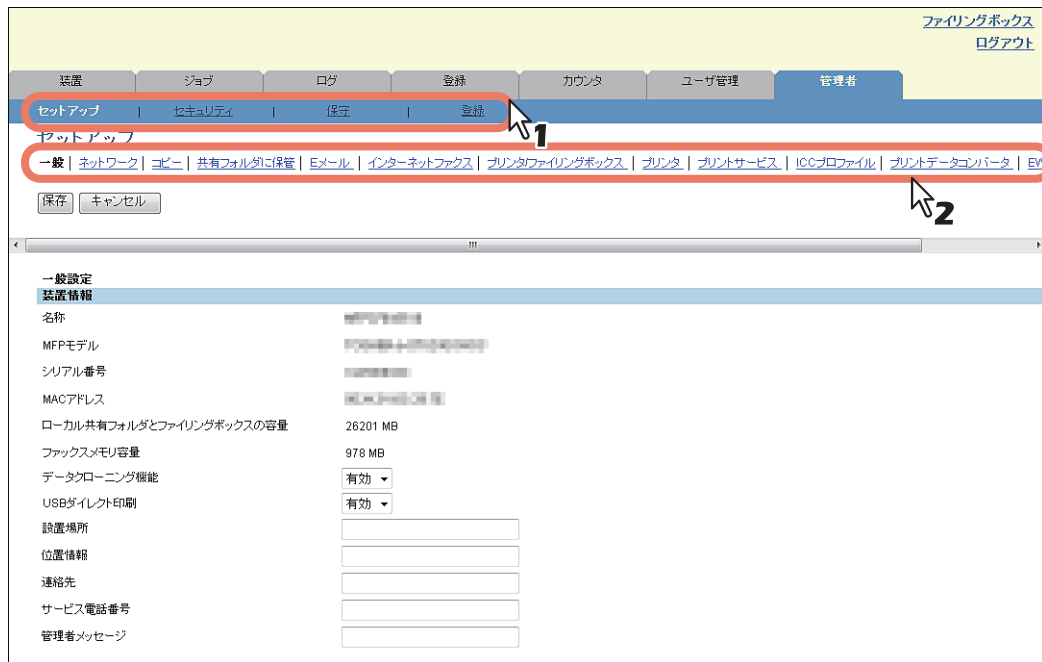 ファイリングボックス
ログアウト
装置 ジョブ ログ 登録 カウンタ ユーザ管理 管理者
セットアップ | セキュリティ | 保守 | 登録
1
セットアップ
一般 | ネットワーク | コピー | 共有フォルダに保管 | Eメール | インターネットファクス | プリンタ/ファイリングボックス | プリンタ | プリントサービス | ICCプロファイル | プリントデータコンバータ | EW
2
保存 キャンセル
一般設定
装置情報
名称
MFPモデル
シリアル番号
MACアドレス
ローカル共有フォルダとファイリングボックスの容量 26201 MB
ファックスメモリ容量 978 MB
データクローニング機能 有効
USBダイレクト印刷 有効
設置場所
位置情報
連絡先
サービス電話番号
管理者メッセージ